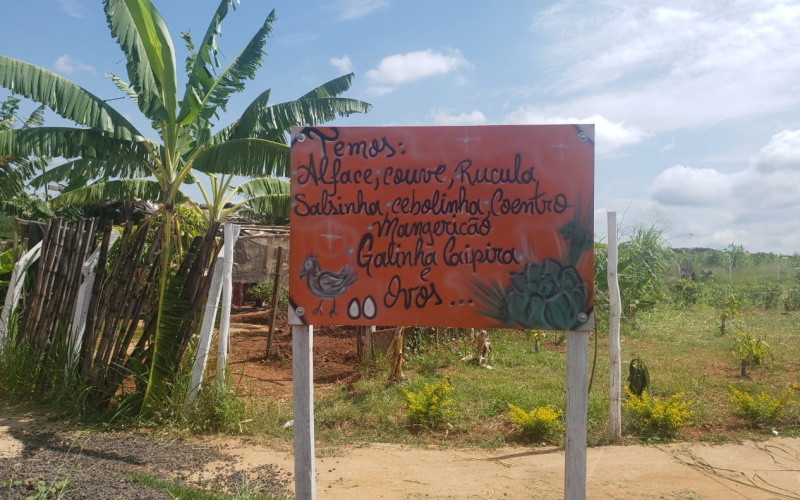 Temos:
Alface, couve, Rucula
Salsinha, cebolinha, Coentro
Mangericão
Galinha Caipira
e
Ovos...